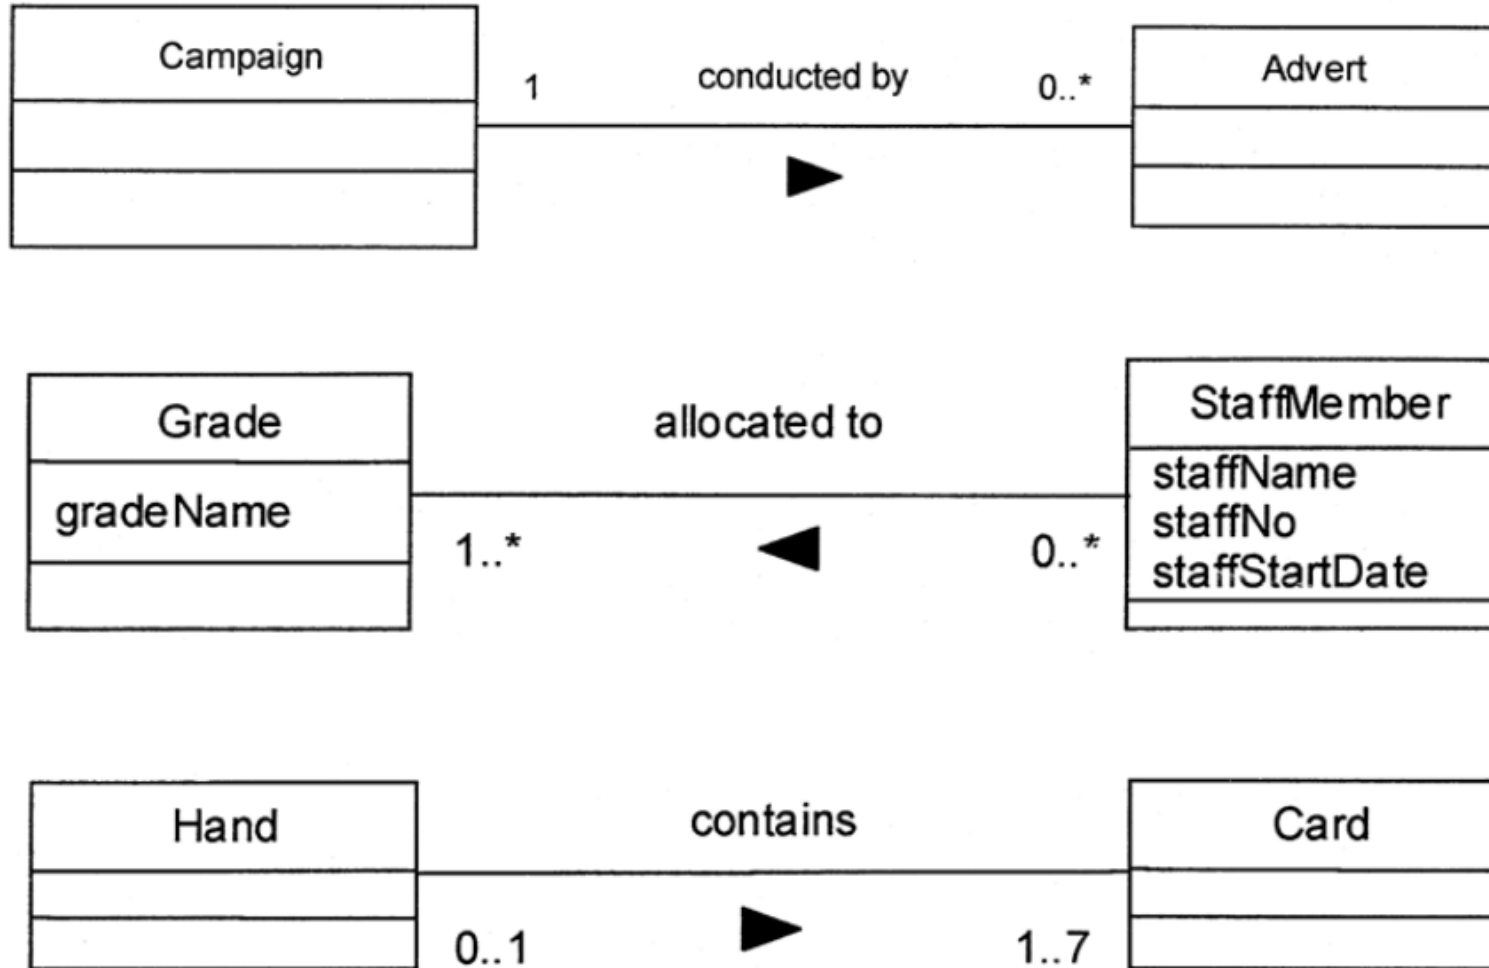 Campaign
1 conducted by 0..*
Advert
Grade
gradeName
allocated to
1..* 0..*
StaffMember
staffName
staffNo
staffStartDate
Hand
contains
0..1 1..7
Card